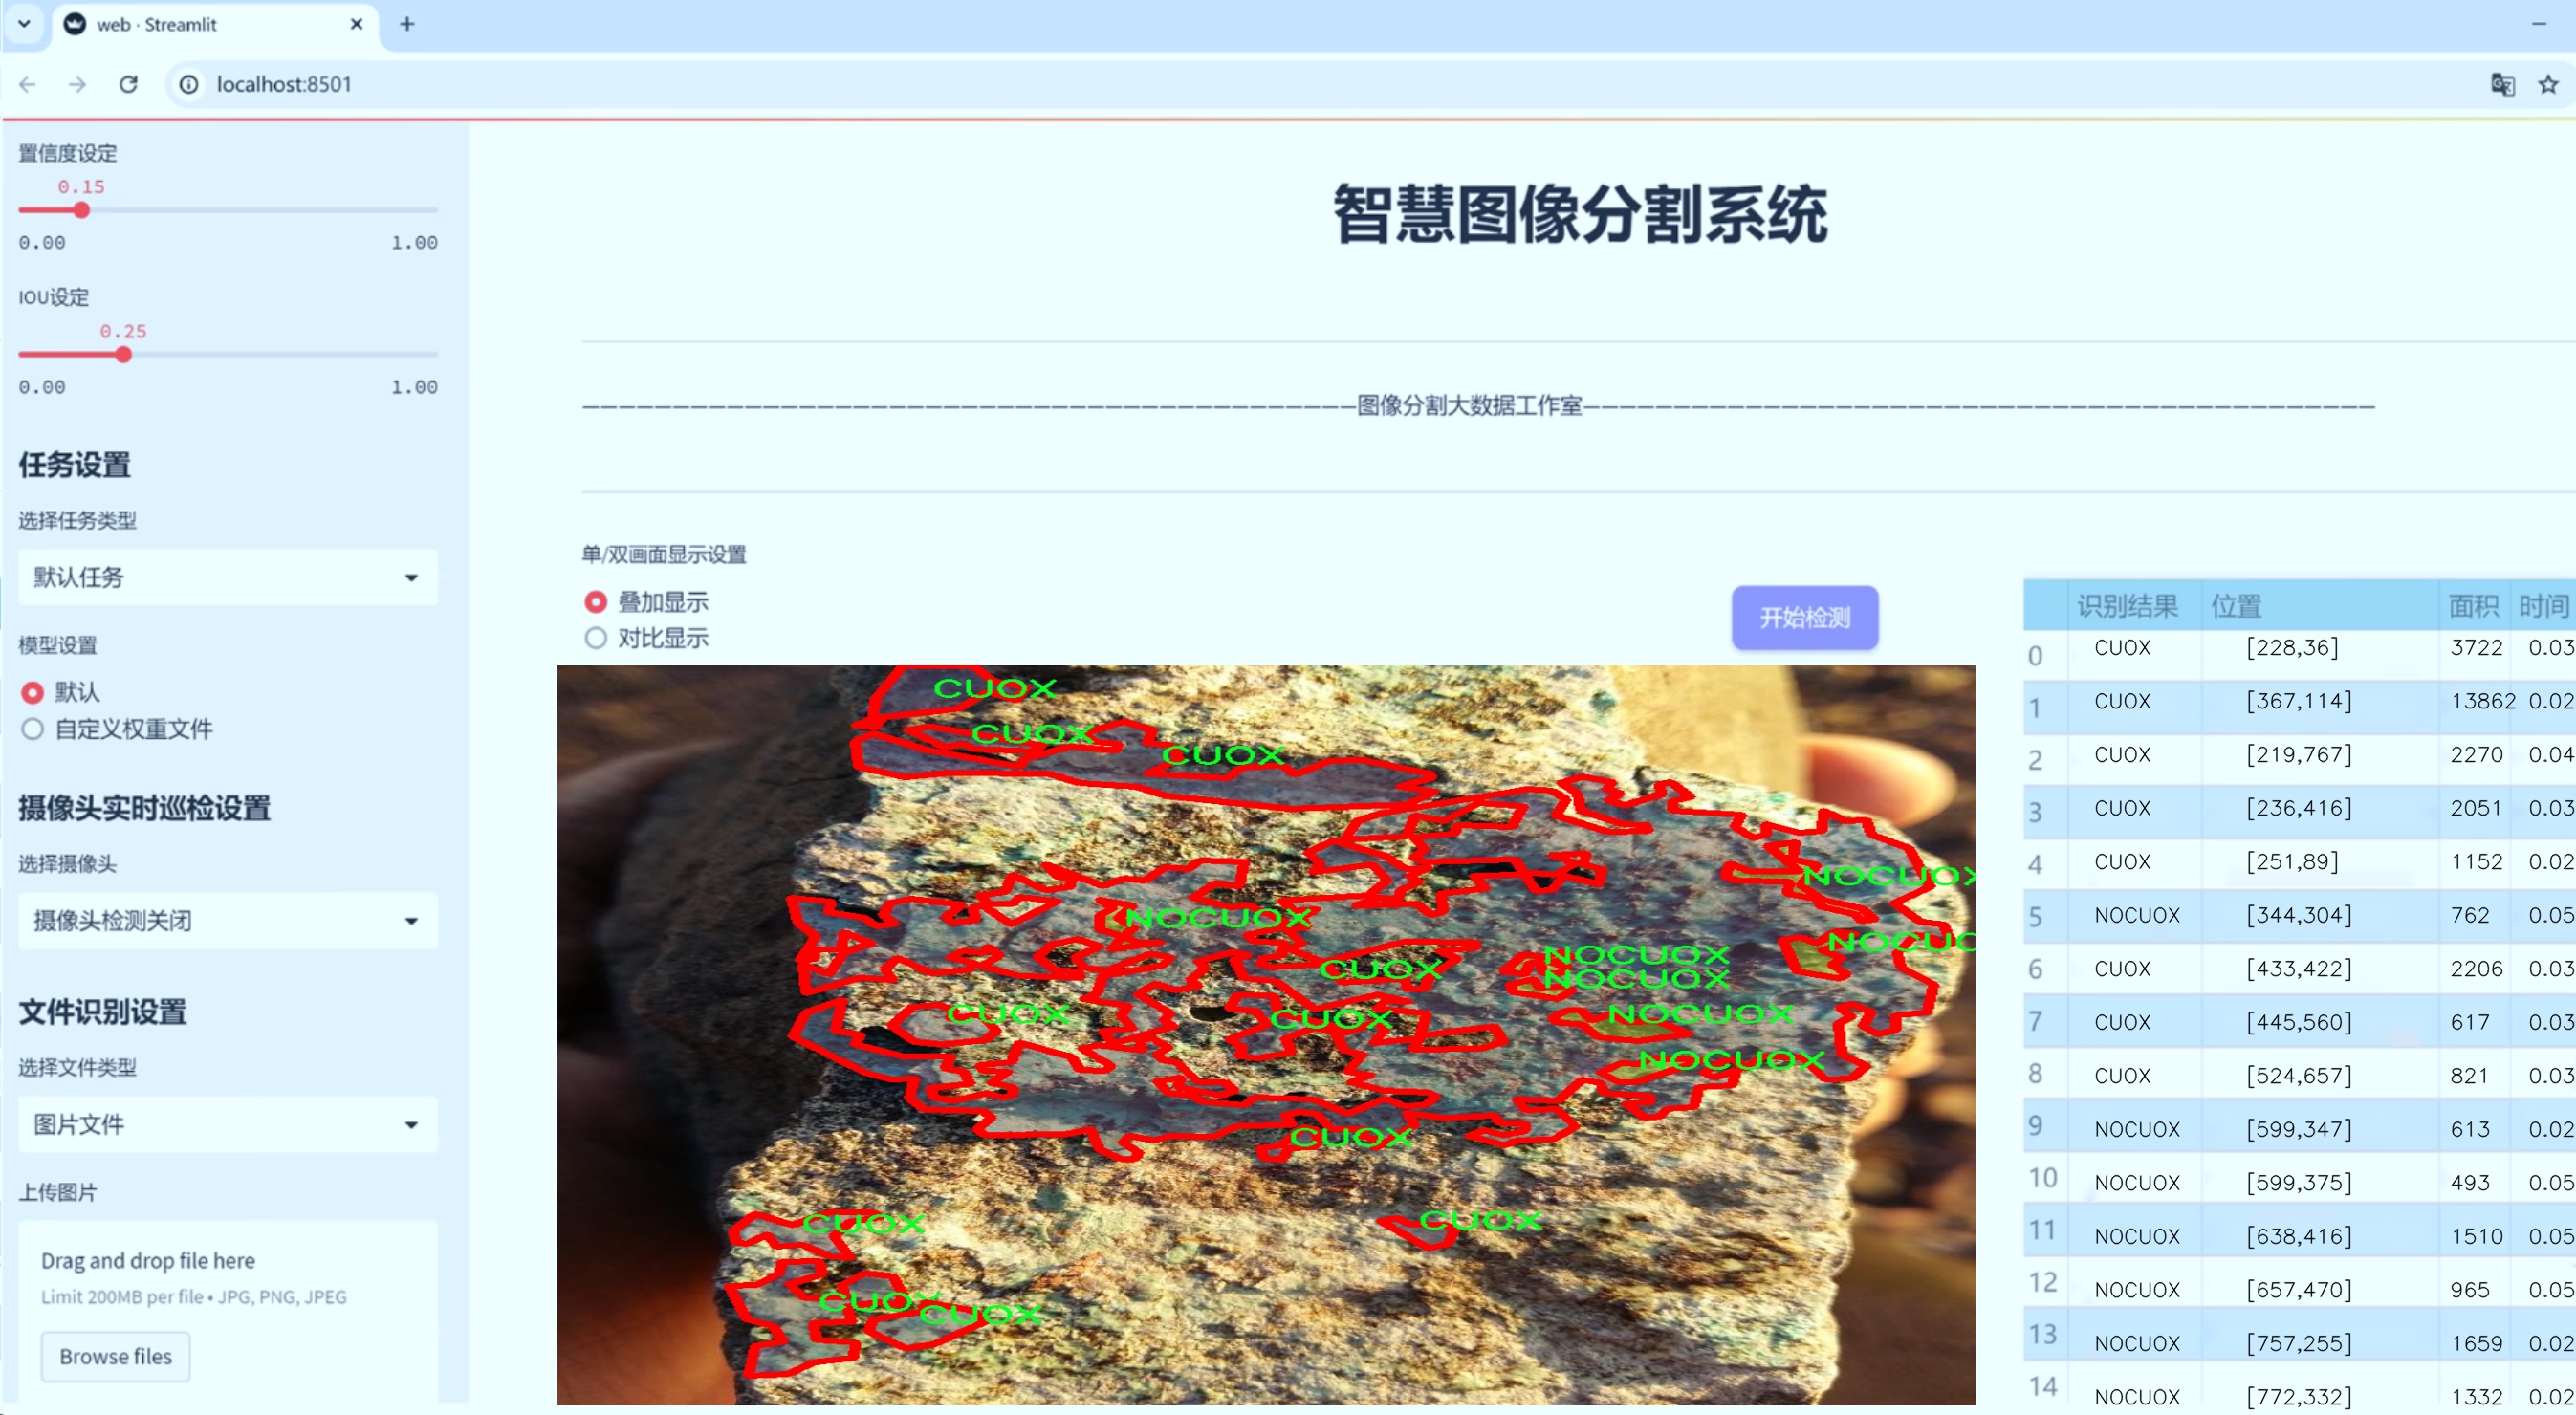 web · Streamlit
localhost:8501
置信度设定
0.15
0.00 1.00
IOU设定
0.25
0.00 1.00
任务设置
选择任务类型
默认任务
模型设置
默认
自定义权重文件
摄像头实时巡检设置
选择摄像头
摄像头检测关闭
文件识别设置
选择文件类型
图片文件
上传图片
Drag and drop file here
Limit 200MB per file • JPG, PNG, JPEG
Browse files
智慧图像分割系统
图像分割大数据工作室
单/双画面显示设置
叠加显示
对比显示
开始检测
CUOX
CUOX
CUOX
NOCUOX
NOCUOX
NOCUO
NOCUOX
CUOX
NOCUOX
CUOX
CUOX
NOCUOX
NOCUOX
CUOX
CUOX
CUOX
CUOX
CUOX
识别结果 位置 面积 时间
0 CUOX [228,36] 3722 0.03
1 CUOX [367,114] 13862 0.02
2 CUOX [219,767] 2270 0.04
3 CUOX [236,416] 2051 0.03
4 CUOX [251,89] 1152 0.02
5 NOCUOX [344,304] 762 0.05
6 CUOX [433,422] 2206 0.03
7 CUOX [445,560] 617 0.03
8 CUOX [524,657] 821 0.03
9 NOCUOX [599,347] 613 0.02
10 NOCUOX [599,375] 493 0.05
11 NOCUOX [638,416] 1510 0.05
12 NOCUOX [657,470] 965 0.05
13 NOCUOX [757,255] 1659 0.02
14 NOCUOX [772,332] 1332 0.02